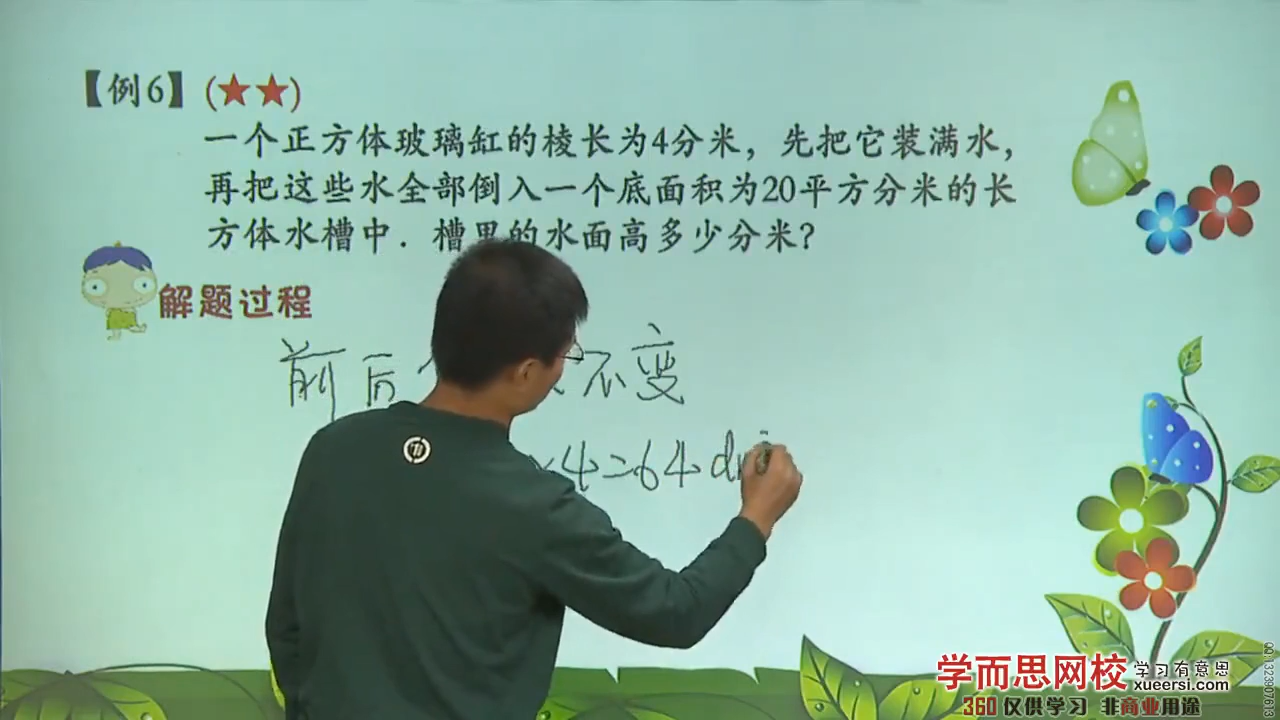 【例6】(★★)
一个正方体玻璃缸的棱长为4分米，先把它装满水，
再把这些水全部倒入一个底面积为20平方分米的长
方体水槽中．槽里的水面高多少分米？
解题过程
前后 不变
×4=64 dm
学而思网校 学习有意思
xueersi.com
360 仅供学习 非商业用途